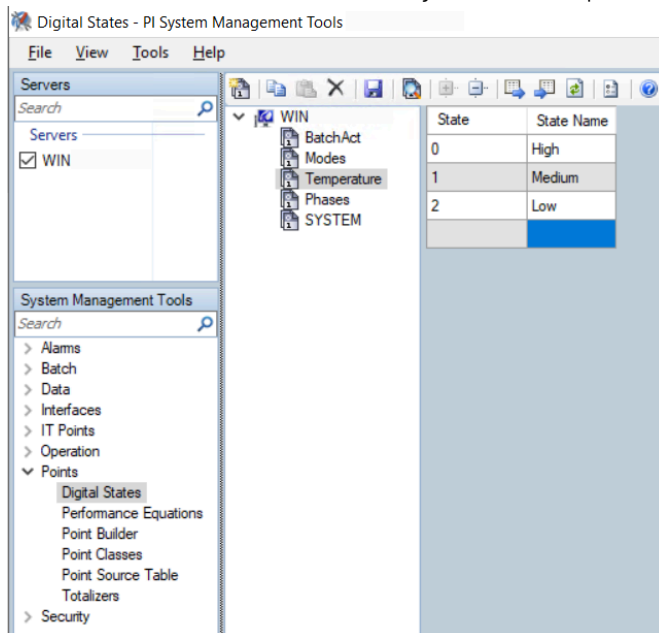 Digital States - PI System Management Tools
File View Tools Help
Servers
Search
Servers
WIN
System Management Tools
Search
Alarms
Batch
Data
Interfaces
IT Points
Operation
Points
Digital States
Performance Equations
Point Builder
Point Classes
Point Source Table
Totalizers
Security
WIN
BatchAct
Modes
Temperature
Phases
SYSTEM
State State Name
0 High
1 Medium
2 Low